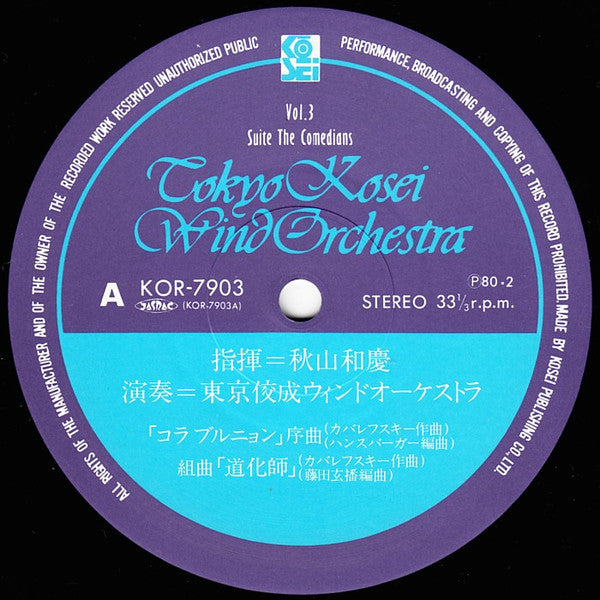 ALL RIGHTS OF THE MANUFACTURER AND OF THE OWNER OF THE RECORDED WORK RESERVED UNAUTHORIZED PUBLIC PERFORMANCE, BROADCASTING AND COPYING OF THIS RECORD PROHIBITED. MADE BY KOSEI PUBLISHING CO., LTD.
KOSEI
Vol.3
Suite The Comedians
Tokyo Kosei
Wind Orchestra
A KOR-7903
JASRAC (KOR-7903A)
Ⓟ80・2
STEREO 33⅓ r.p.m.
指揮＝秋山和慶
演奏＝東京佼成ウィンドオーケストラ
「コラ ブルニョン」序曲(カバレフスキー作曲)
(ハンスバーガー編曲)
組曲「道化師」(カバレフスキー作曲)
(藤田玄播編曲)